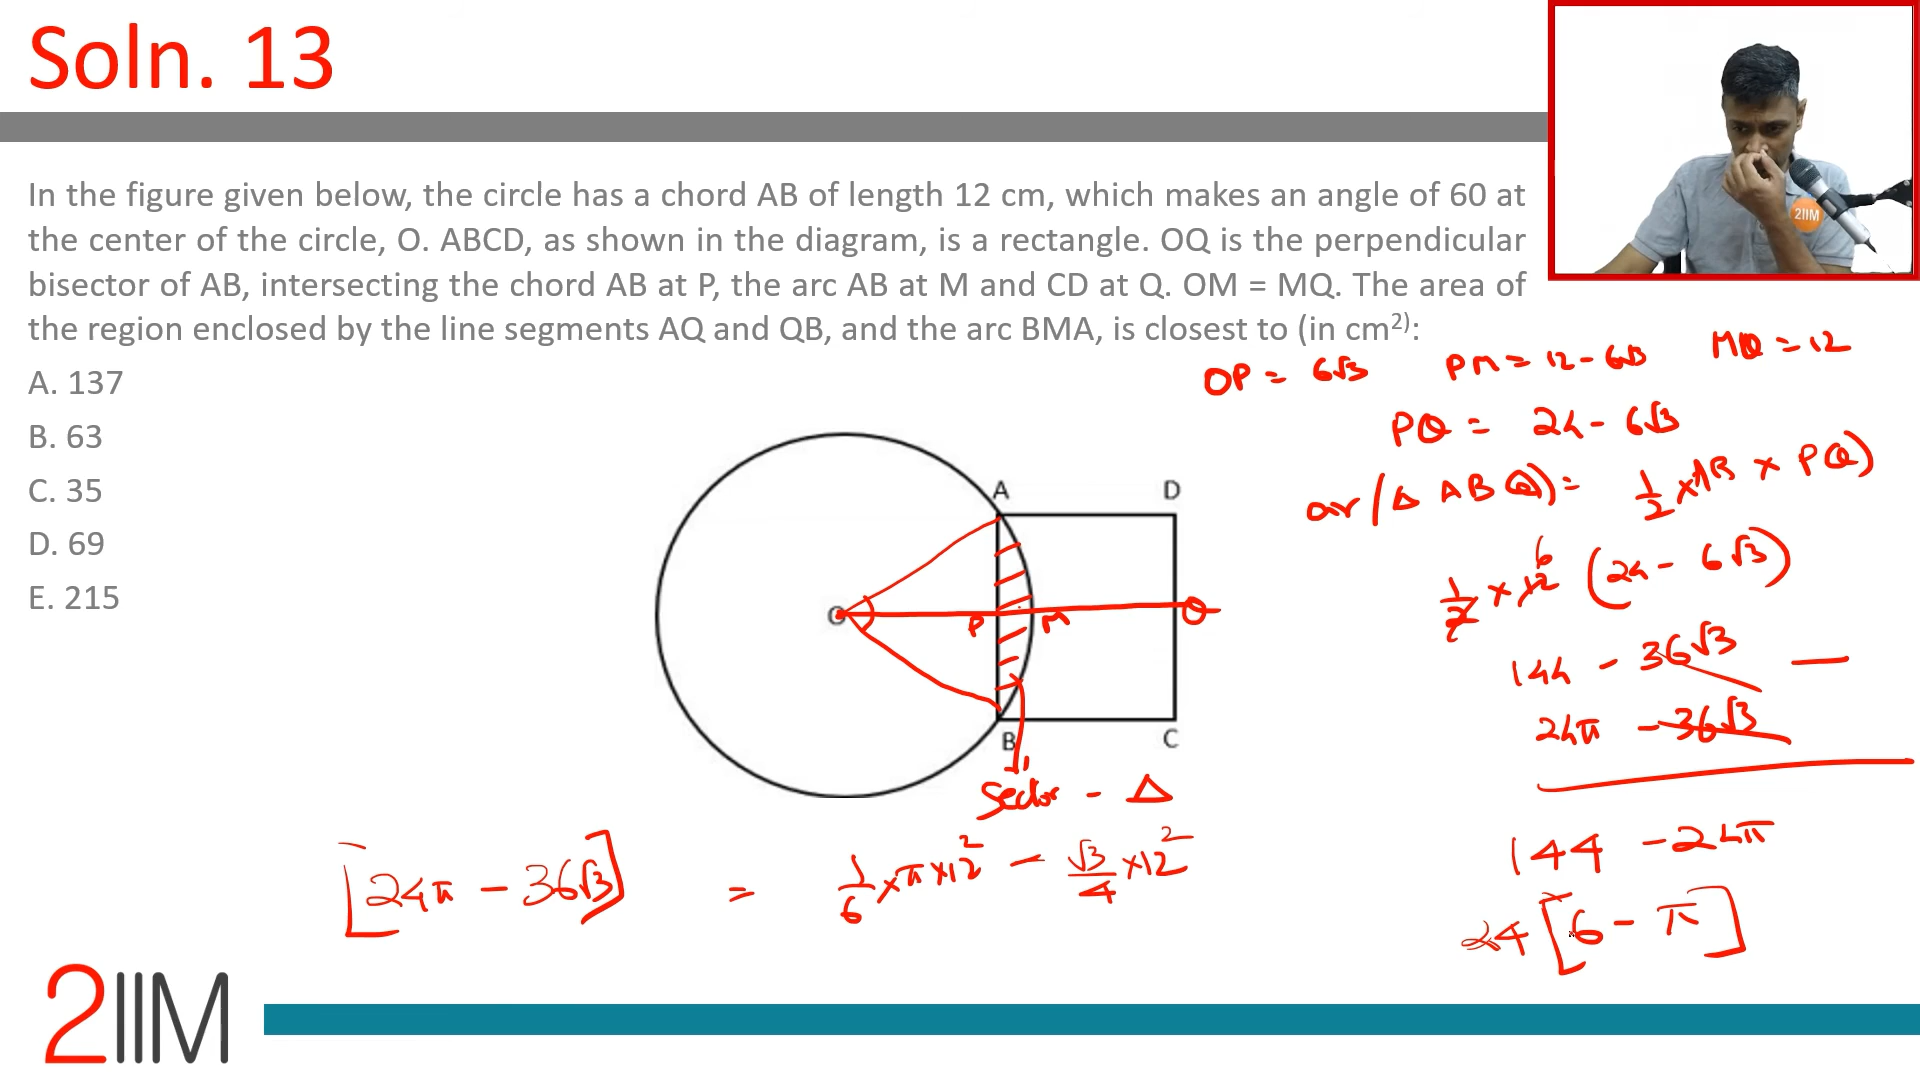 Soln. 13
2IIM
In the figure given below, the circle has a chord AB of length 12 cm, which makes an angle of 60 at
the center of the circle, O. ABCD, as shown in the diagram, is a rectangle. OQ is the perpendicular
bisector of AB, intersecting the chord AB at P, the arc AB at M and CD at Q. OM = MQ. The area of
the region enclosed by the line segments AQ and QB, and the arc BMA, is closest to (in cm²⁾:
A. 137
B. 63
C. 35
D. 69
E. 215
OP = 6√3 PM = 12 - 6√3 MQ = 12
PQ = 24 - 6√3
ar(Δ ABQ) = 1/2 × AB × PQ)
1/2 × 12 6 (24 - 6√3)
144 - 36√3 —
24π - 36√3
144 - 24π
24 [6 - π]
A D
O P M Q
B C
Sector - Δ
[24π - 36√3] = 1/6 × π × 12² - √3/4 × 12²
2IIM